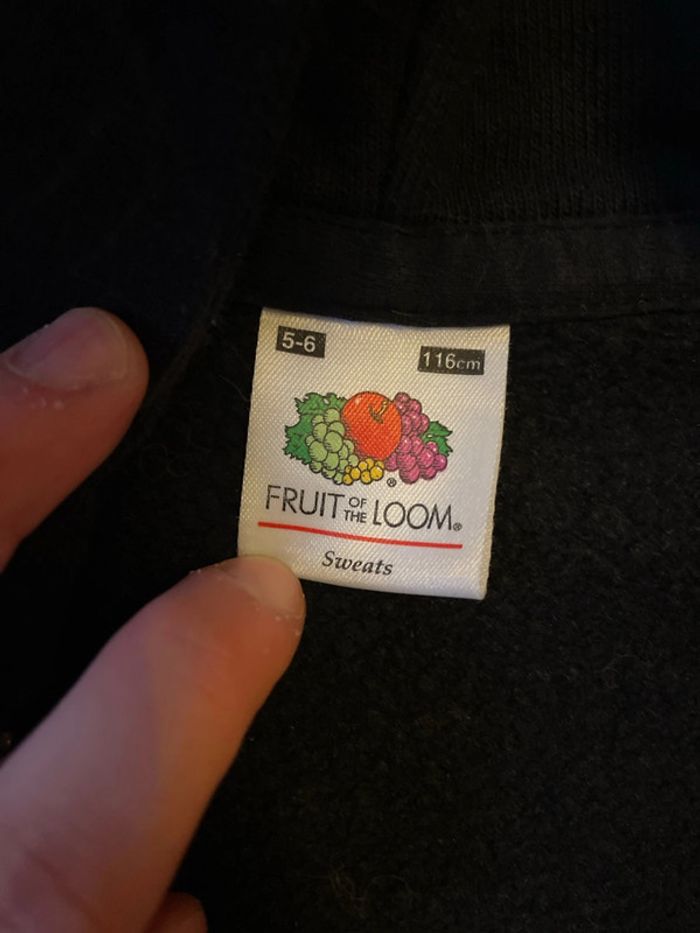 5-6
116cm
®
FRUIT OF THE LOOM®
Sweats